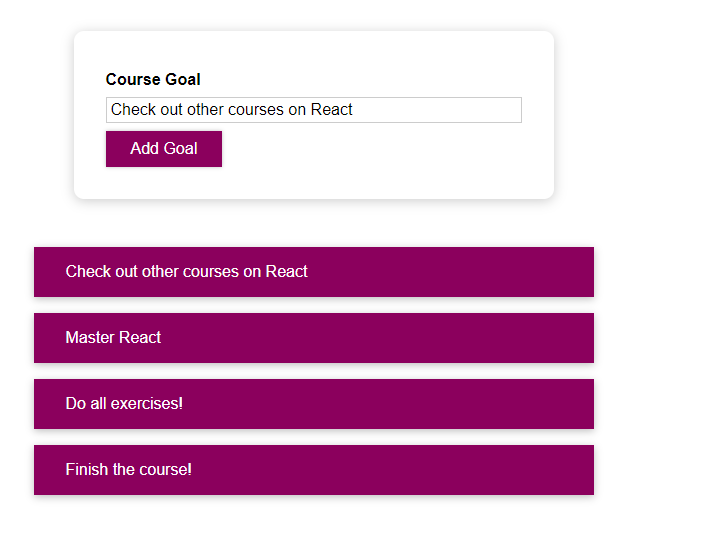 Course Goal
Check out other courses on React
Add Goal
Check out other courses on React
Master React
Do all exercises!
Finish the course!